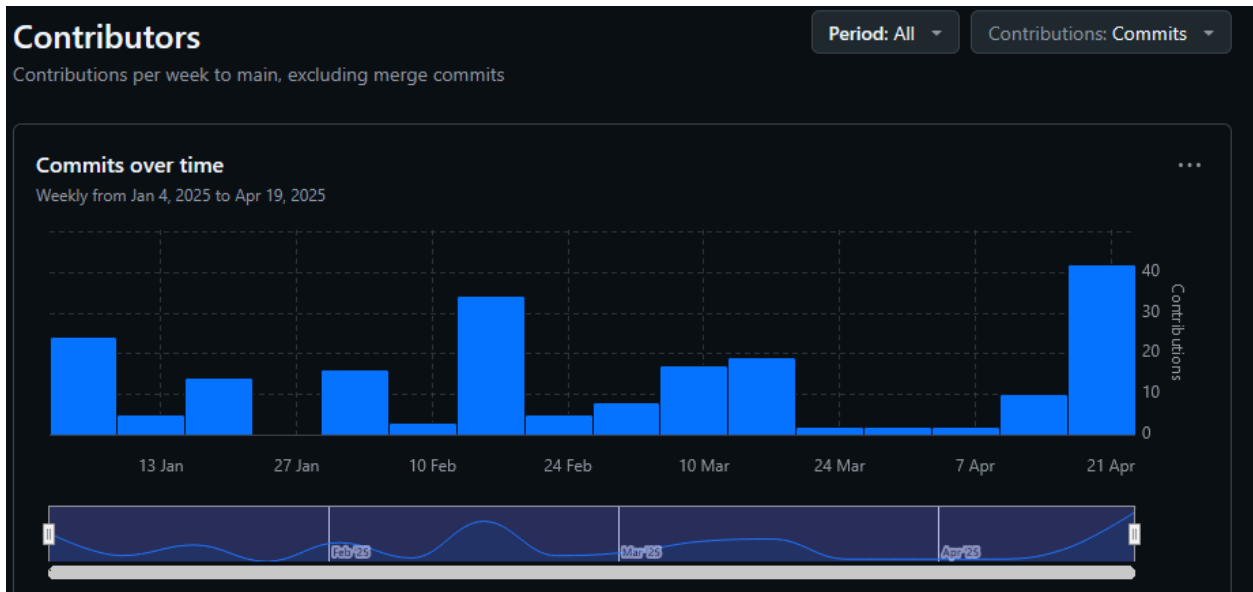 Contributors
Period: All
Contributions: Commits
Contributions per week to main, excluding merge commits
Commits over time
Weekly from Jan 4, 2025 to Apr 19, 2025
40
30
20
10
0
Contributions
13 Jan 27 Jan 10 Feb 24 Feb 10 Mar 24 Mar 7 Apr 21 Apr
Feb '25 Mar '25 Apr '25